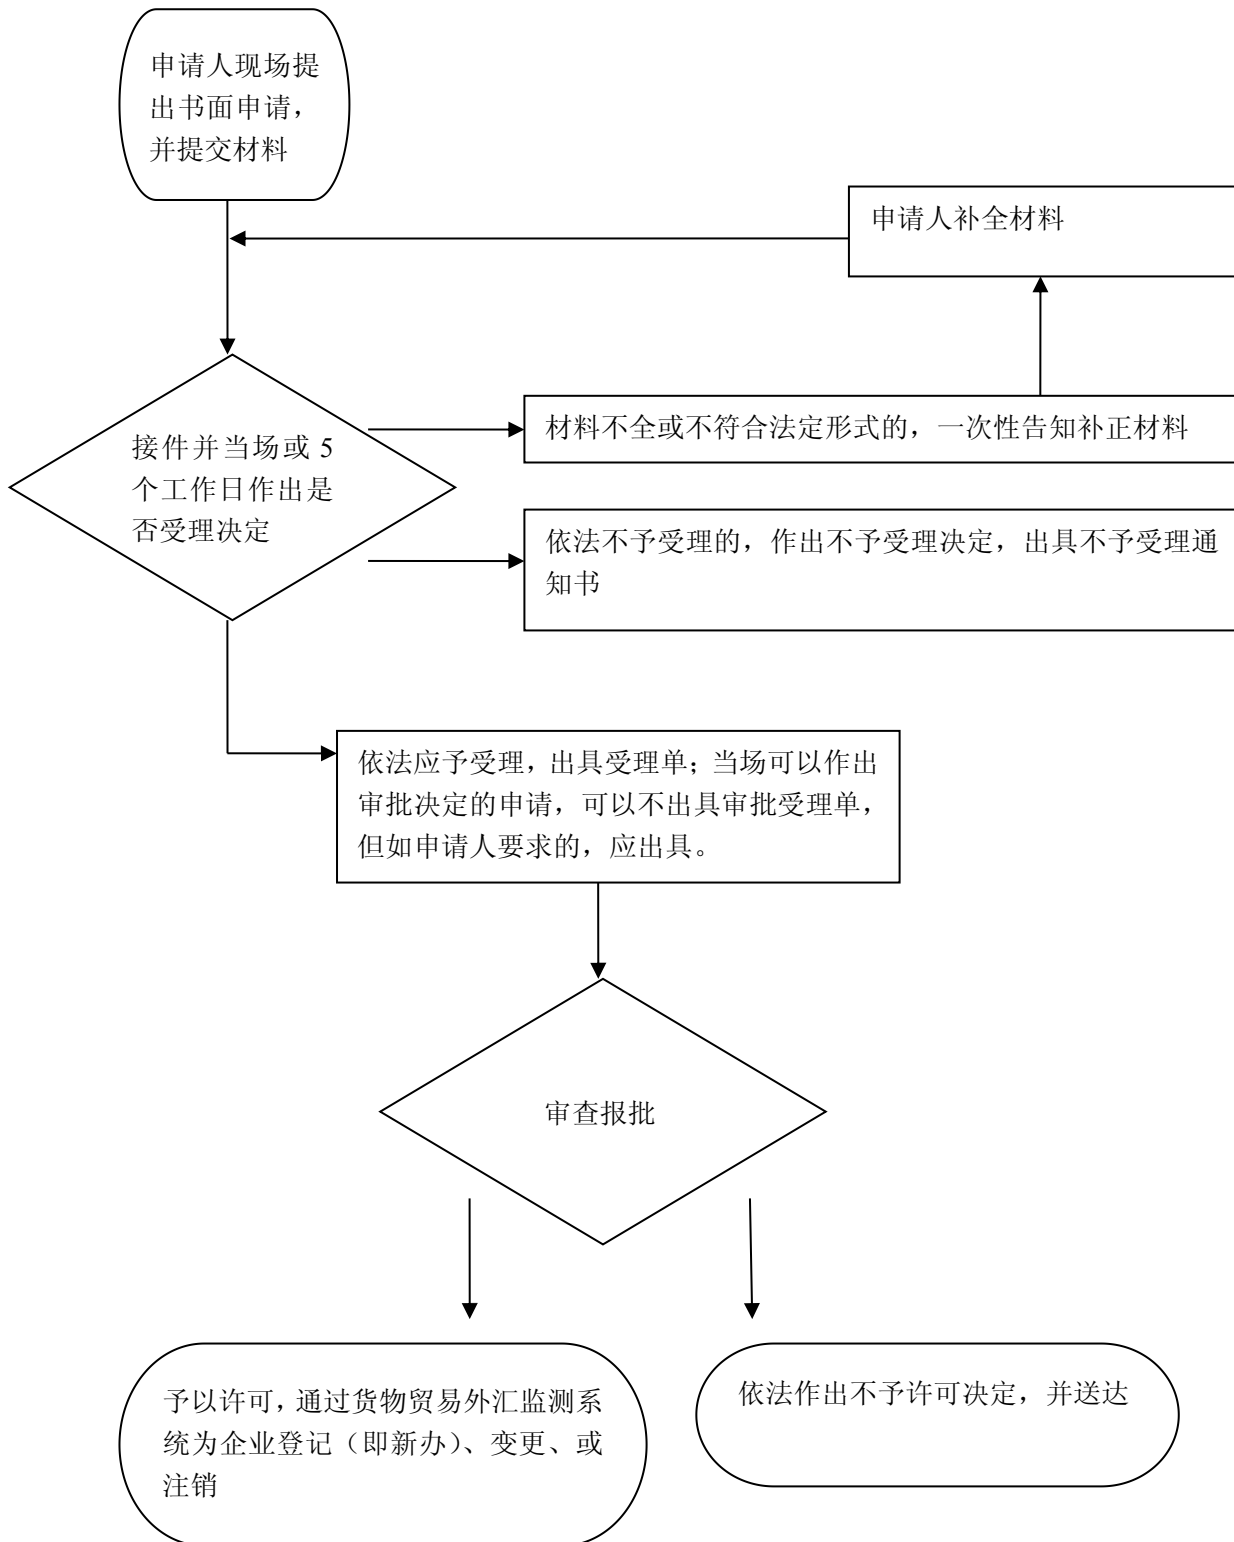 申请人现场提
出书面申请，
并提交材料
申请人补全材料
材料不全或不符合法定形式的，一次性告知补正材料
接件并当场或 5
个工作日作出是
否受理决定
依法不予受理的，作出不予受理决定，出具不予受理通
知书
依法应予受理，出具受理单；当场可以作出
审批决定的申请，可以不出具审批受理单，
但如申请人要求的，应出具。
审查报批
予以许可，通过货物贸易外汇监测系
统为企业登记（即新办）、变更、或
注销
依法作出不予许可决定，并送达